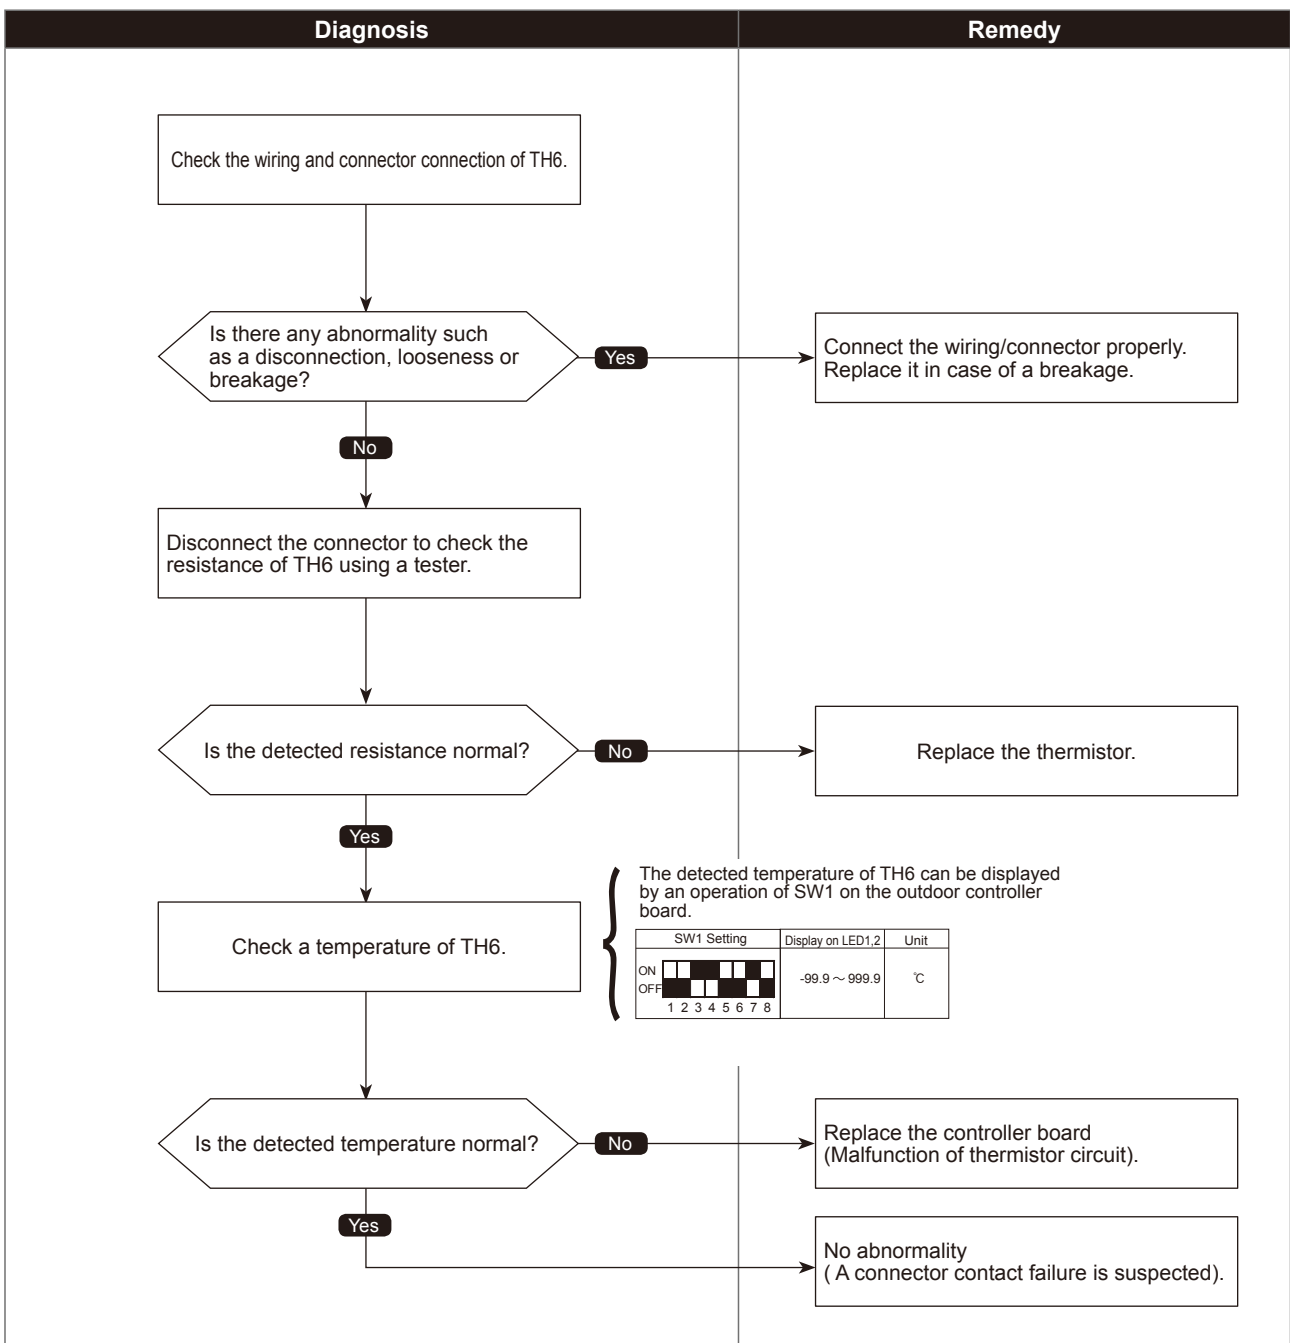 Diagnosis
Remedy
Check the wiring and connector connection of TH6.
Is there any abnormality such
as a disconnection, looseness or
breakage?
Yes
Connect the wiring/connector properly.
Replace it in case of a breakage.
No
Disconnect the connector to check the
resistance of TH6 using a tester.
Is the detected resistance normal?
No
Replace the thermistor.
Yes
Check a temperature of TH6.
The detected temperature of TH6 can be displayed
by an operation of SW1 on the outdoor controller
board.
SW1 Setting
Display on LED1,2
Unit
ON
OFF
1 2 3 4 5 6 7 8
-99.9 ~ 999.9
℃
Is the detected temperature normal?
No
Replace the controller board
(Malfunction of thermistor circuit).
Yes
No abnormality
( A connector contact failure is suspected).